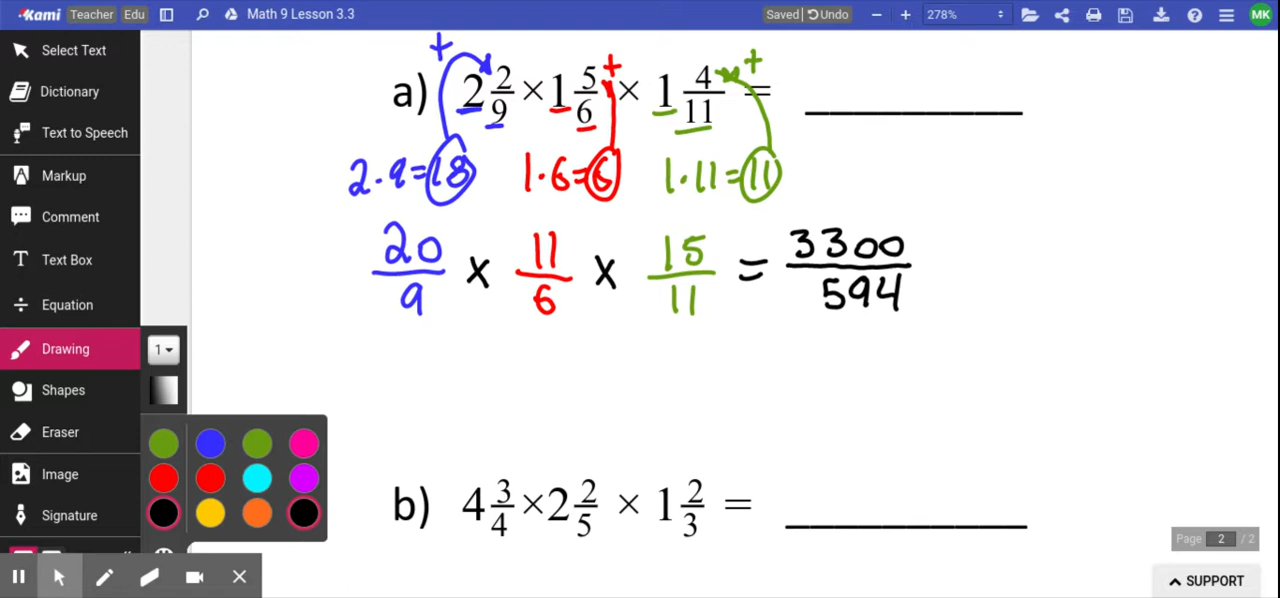 Kami Teacher Edu Math 9 Lesson 3.3 Saved Undo 278% MK
Select Text
Dictionary
Text to Speech
Markup
Comment
Text Box
Equation
Drawing
1
Shapes
Eraser
Image
Signature
+ + +
a) 2 2/9 × 1 5/6 × 1 4/11 = ____________
2·9=18 1·6=6 1·11=11
20/9 x 11/6 x 15/11 = 3300/594
b) 4 3/4 × 2 2/5 × 1 2/3 = ____________
Page 2 / 2
SUPPORT